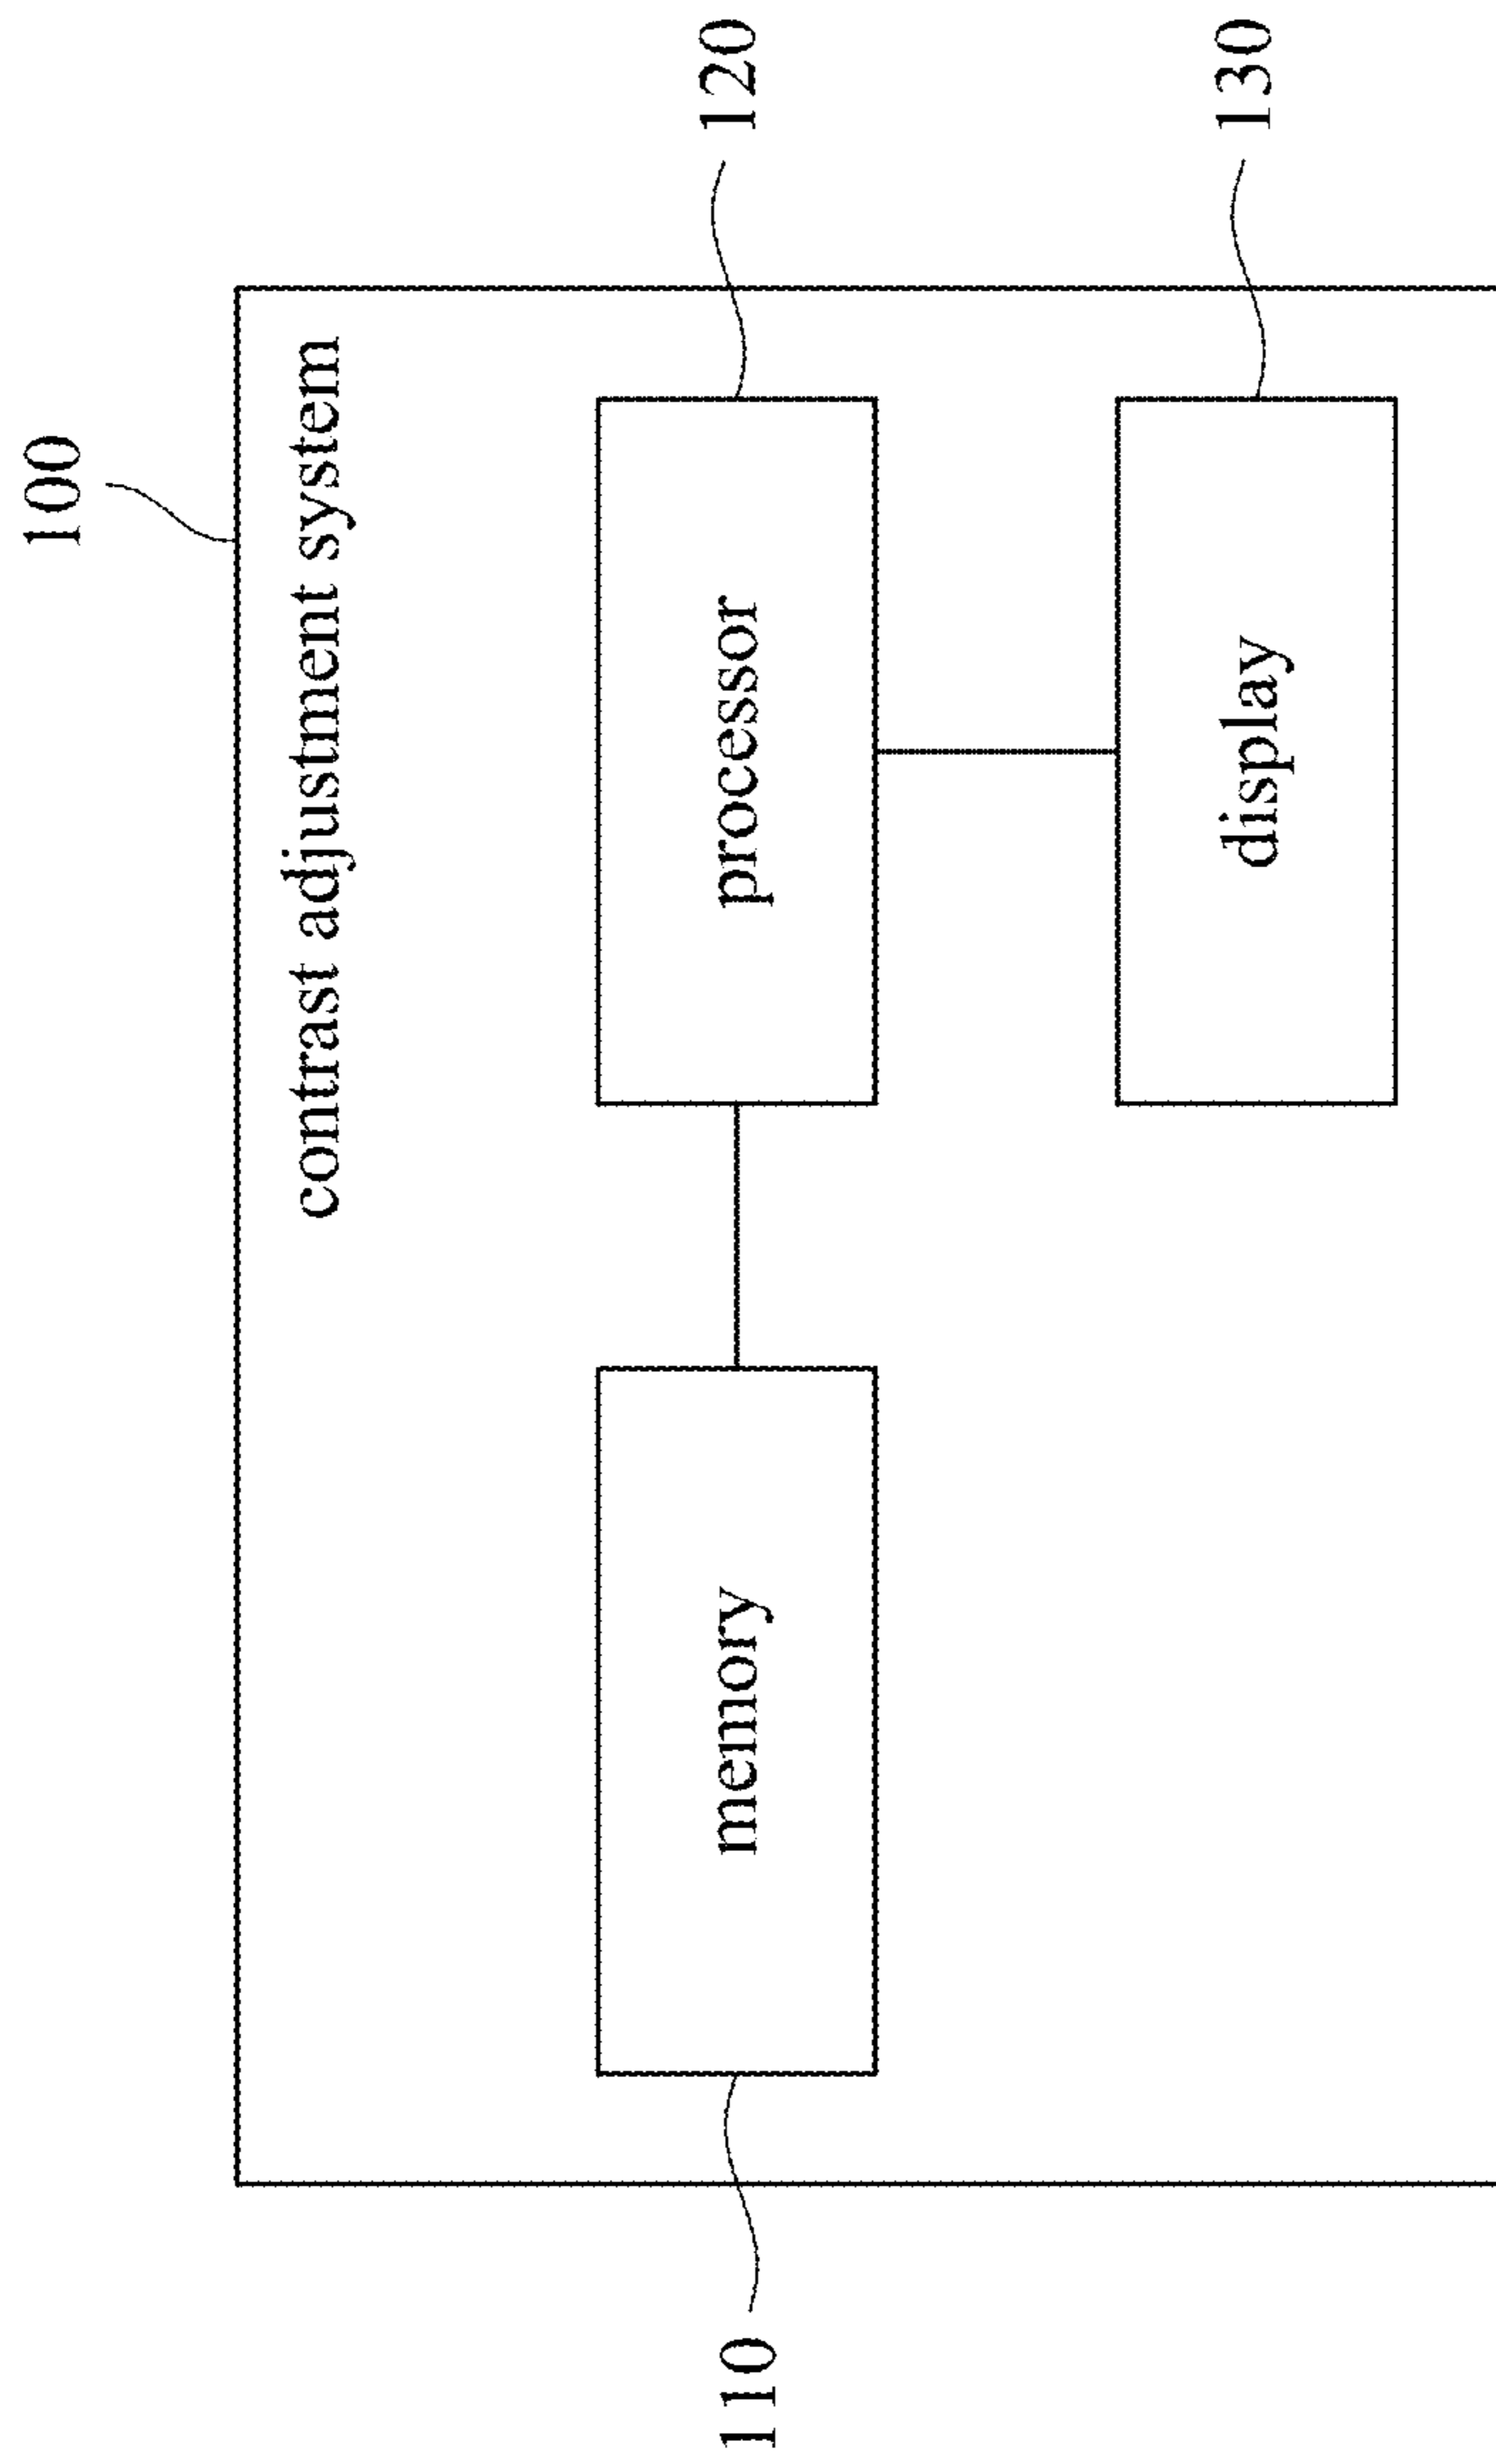 100
contrast adjustment system
110
memory
processor
120
display
130